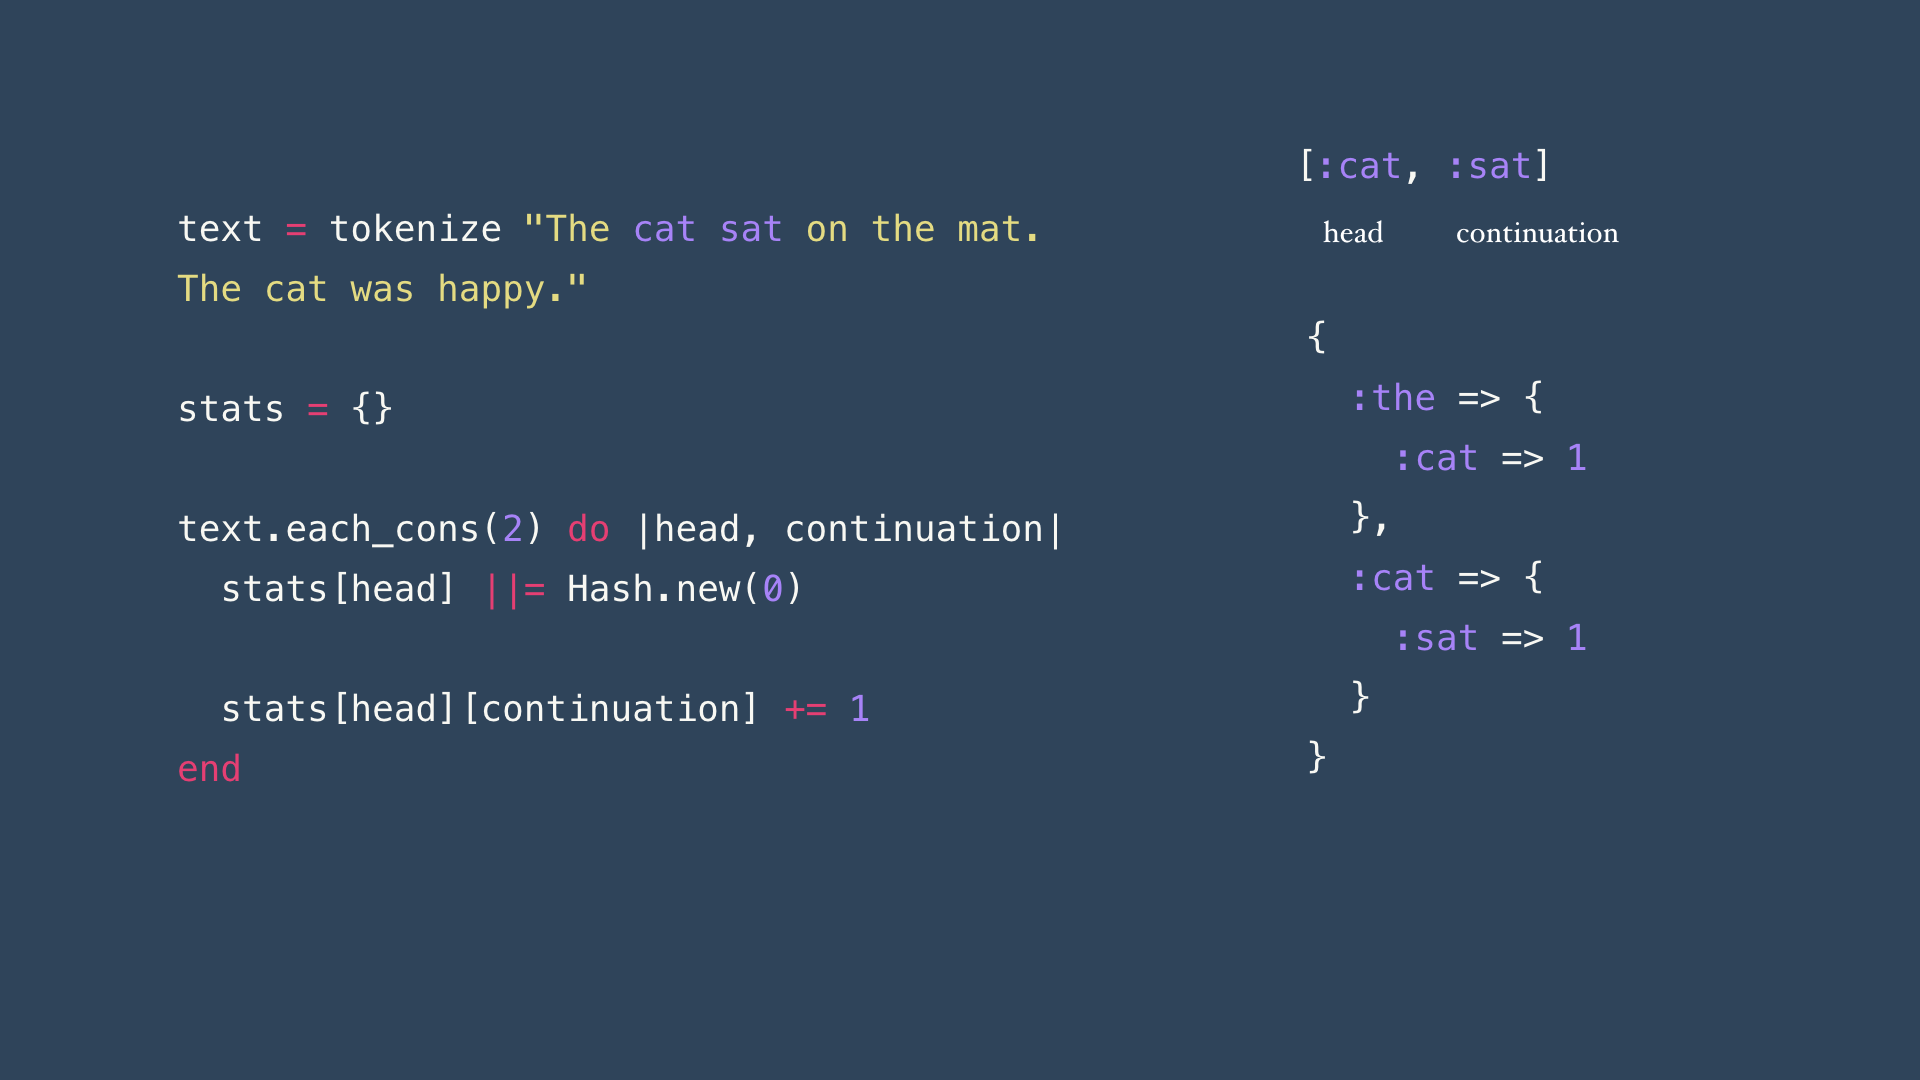 text = tokenize "The cat sat on the mat.
The cat was happy."
stats = {}
text.each_cons(2) do |head, continuation|
  stats[head] ||= Hash.new(0)
  stats[head][continuation] += 1
end
[:cat, :sat]
head continuation
{
  :the => {
    :cat => 1
  },
  :cat => {
    :sat => 1
  }
}